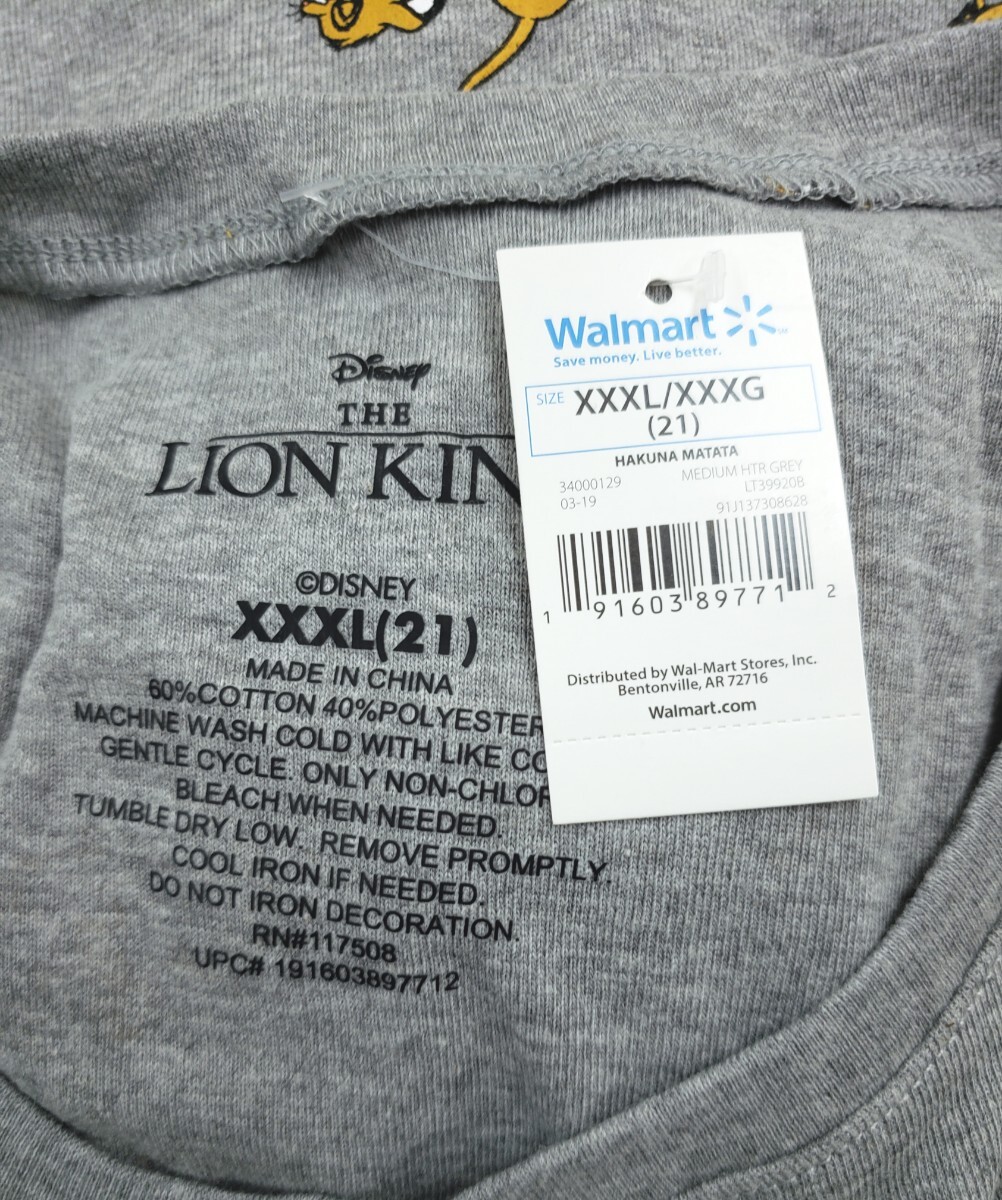 Disney
THE
LION KIN
©DISNEY
XXXL(21)
MADE IN CHINA
60%COTTON 40%POLYESTER
MACHINE WASH COLD WITH LIKE CO
GENTLE CYCLE. ONLY NON-CHLOR
BLEACH WHEN NEEDED.
TUMBLE DRY LOW. REMOVE PROMPTLY.
COOL IRON IF NEEDED.
DO NOT IRON DECORATION.
RN#117508
UPC# 191603897712
Walmart
Save money. Live better.
SIZE XXXL/XXXG
(21)
HAKUNA MATATA
34000129 MEDIUM HTR GREY
03-19 LT39920B
91J137308628
1 91603 89771 2
Distributed by Wal-Mart Stores, Inc.
Bentonville, AR 72716
Walmart.com